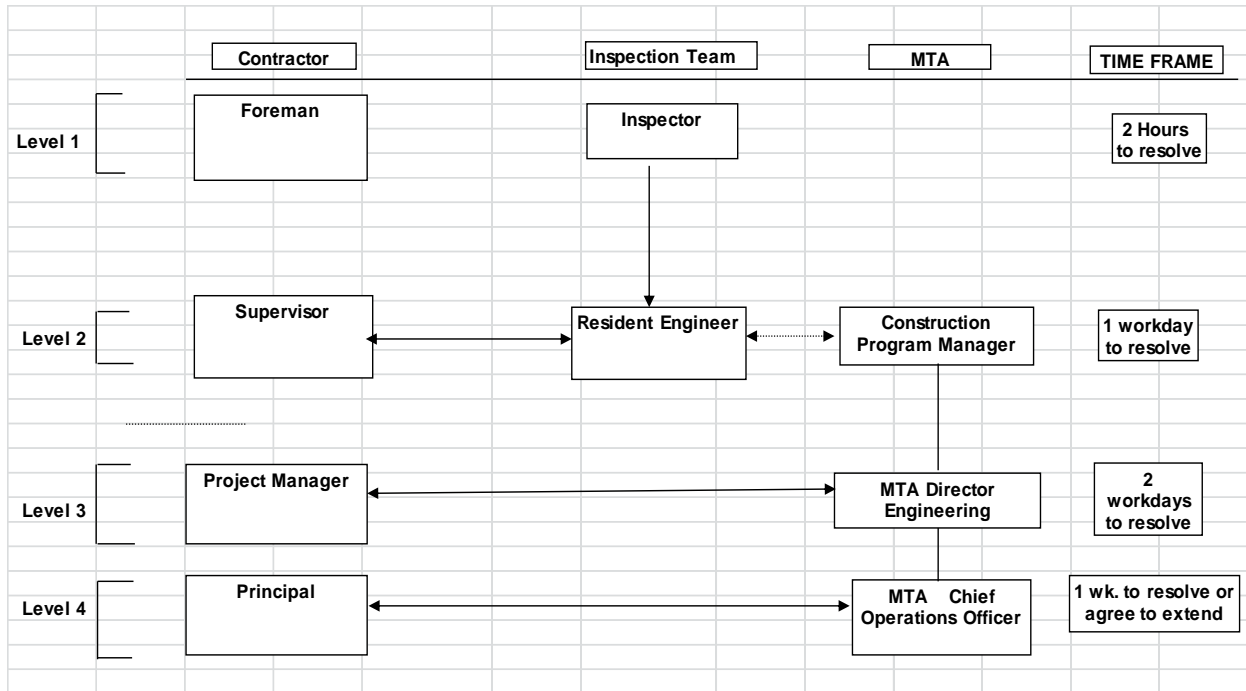 Contractor
Inspection Team
MTA
TIME FRAME
Level 1
Foreman
Inspector
2 Hours
to resolve
Level 2
Supervisor
Resident Engineer
Construction
Program Manager
1 workday
to resolve
Level 3
Project Manager
MTA Director
Engineering
2
workdays
to resolve
Level 4
Principal
MTA Chief
Operations Officer
1 wk. to resolve or
agree to extend